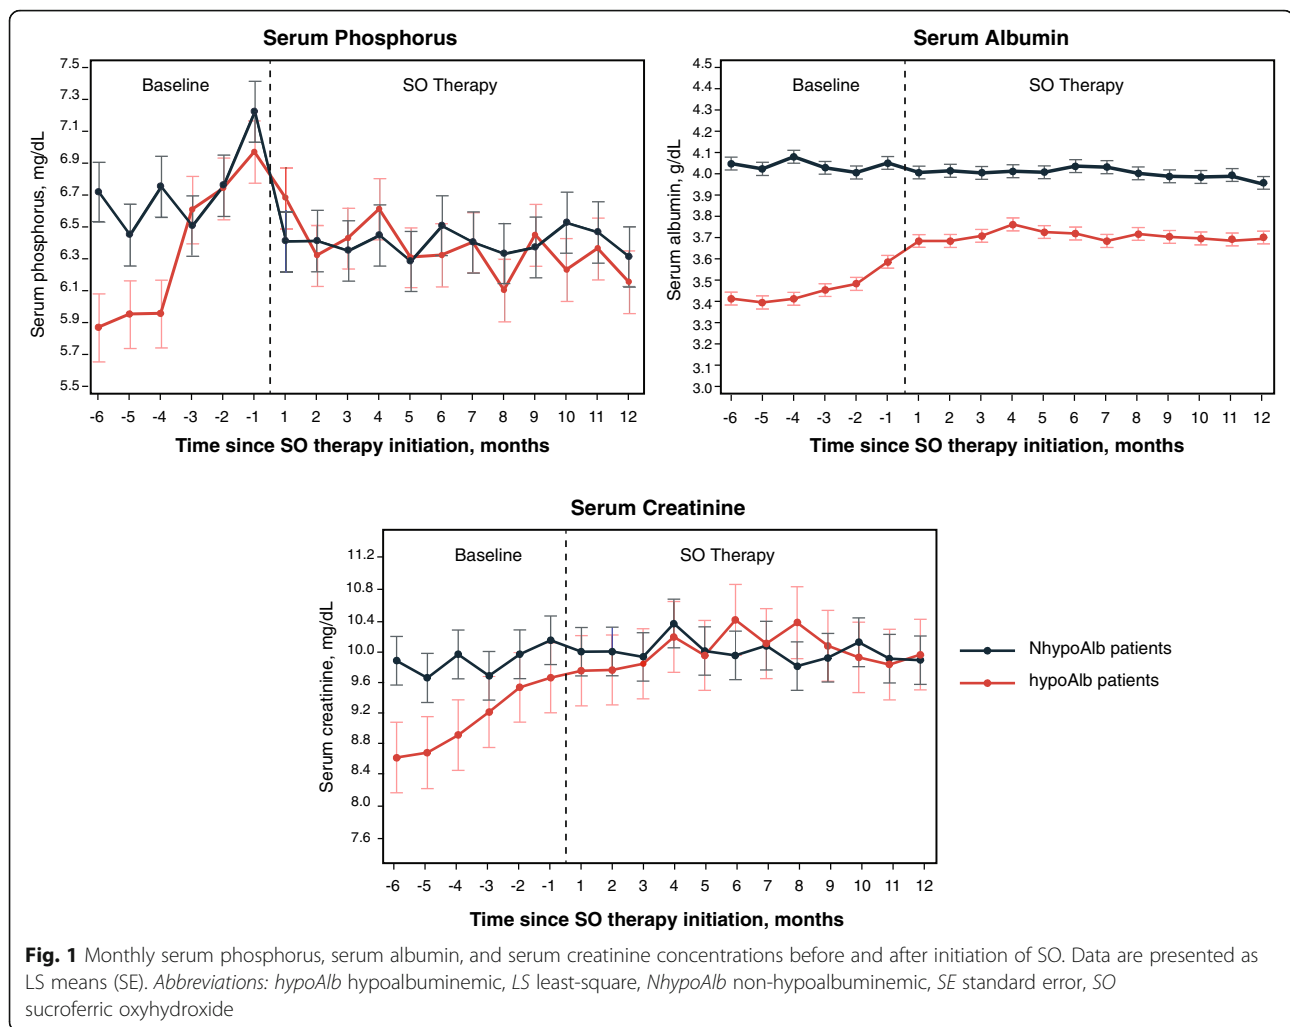 Serum Phosphorus
7.5
7.3
7.1
6.9
6.7
6.5
6.3
6.1
5.9
5.7
5.5
Serum phosphorus, mg/dL
Baseline
SO Therapy
-6 -5 -4 -3 -2 -1 1 2 3 4 5 6 7 8 9 10 11 12
Time since SO therapy initiation, months
Serum Albumin
4.5
4.4
4.3
4.2
4.1
4.0
3.8
3.7
3.6
3.5
3.4
3.3
3.2
3.1
3.0
Serum albumin, g/dL
Baseline
SO Therapy
-6 -5 -4 -3 -2 -1 1 2 3 4 5 6 7 8 9 10 11 12
Time since SO therapy initiation, months
Serum Creatinine
11.2
10.8
10.4
10.0
9.6
9.2
8.8
8.4
8.0
7.6
Serum creatinine, mg/dL
Baseline
SO Therapy
-6 -5 -4 -3 -2 -1 1 2 3 4 5 6 7 8 9 10 11 12
Time since SO therapy initiation, months
NhypoAlb patients
hypoAlb patients
Fig. 1 Monthly serum phosphorus, serum albumin, and serum creatinine concentrations before and after initiation of SO. Data are presented as
LS means (SE). Abbreviations: hypoAlb hypoalbuminemic, LS least-square, NhypoAlb non-hypoalbuminemic, SE standard error, SO
sucroferric oxyhydroxide